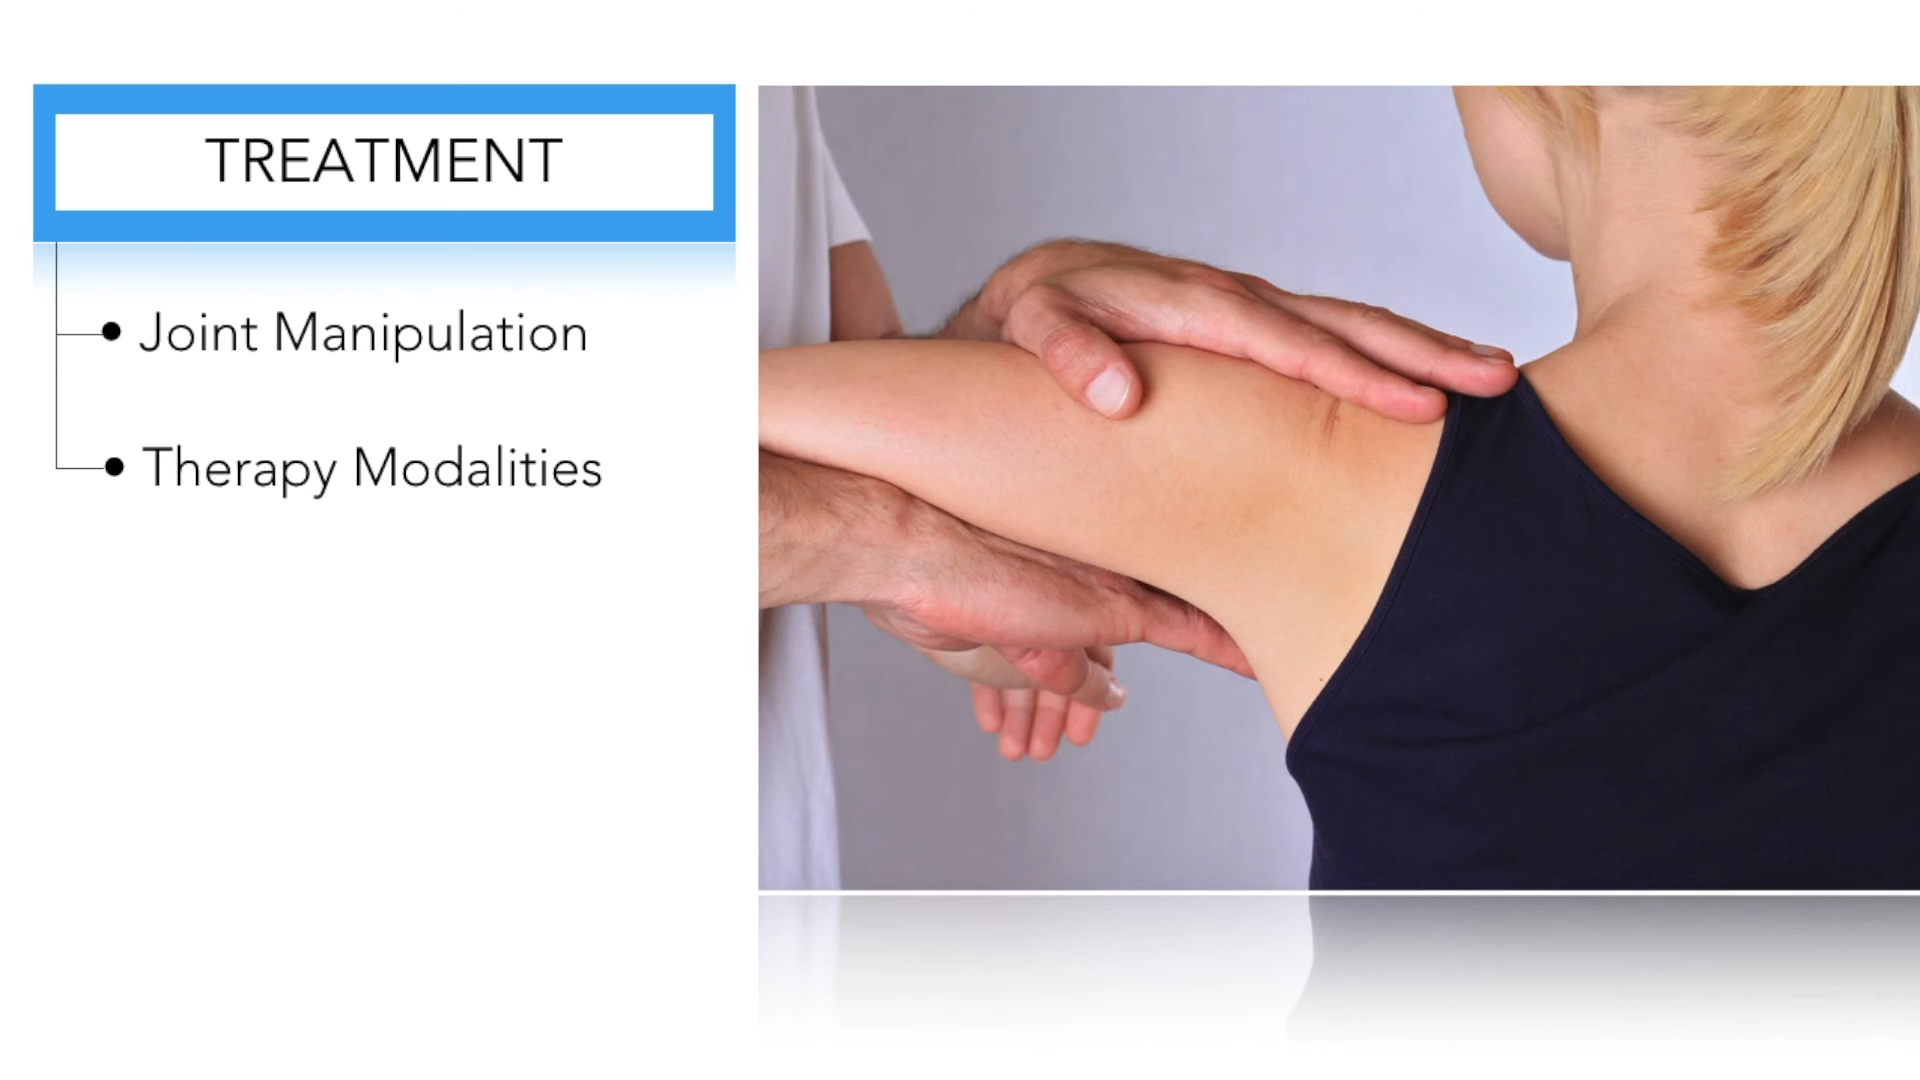 TREATMENT
• Joint Manipulation
• Therapy Modalities